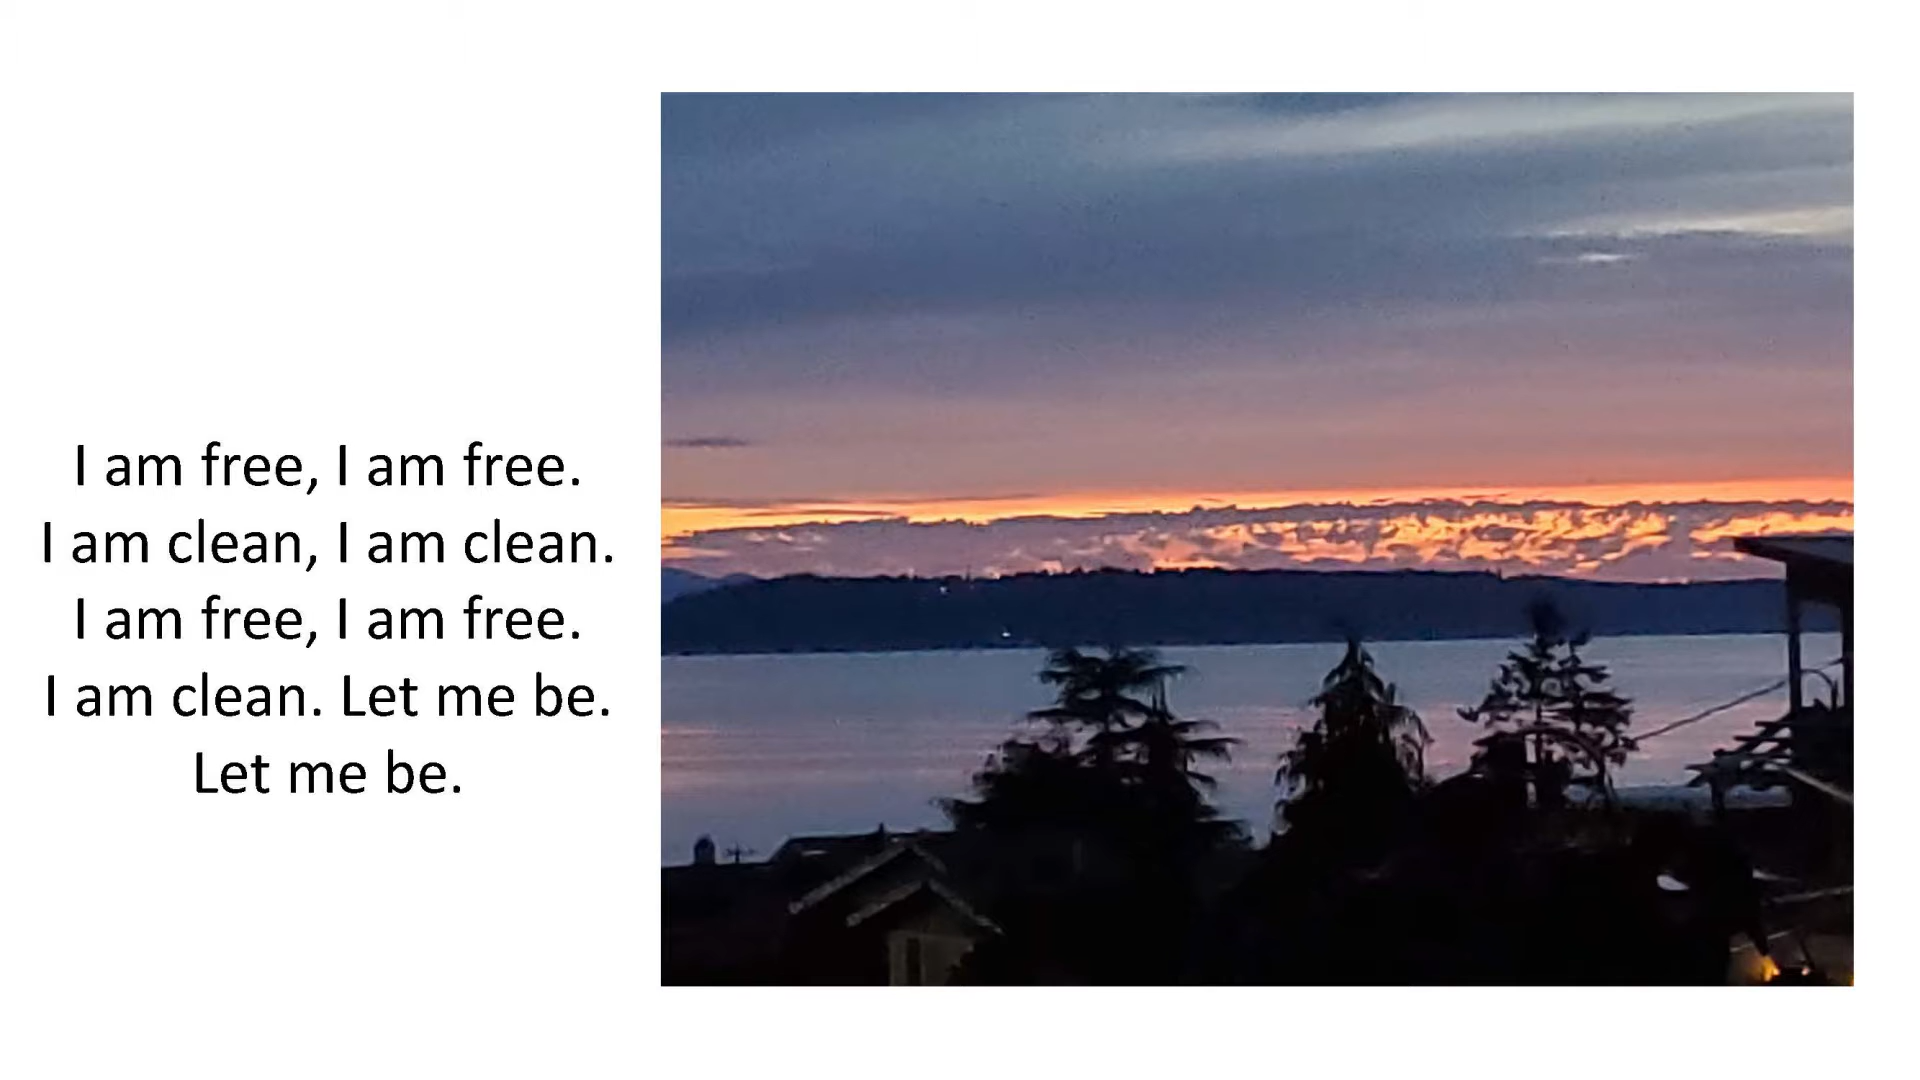 I am free, I am free.
I am clean, I am clean.
I am free, I am free.
I am clean. Let me be.
Let me be.